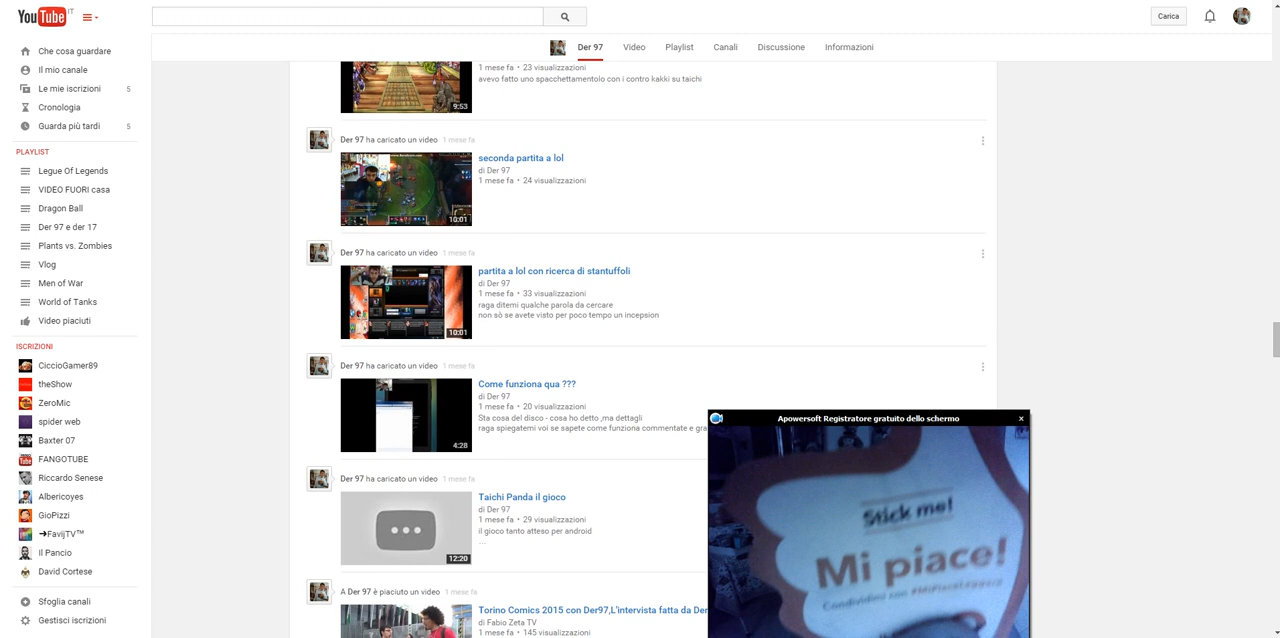 YouTube IT
Carica
Der 97
Video
Playlist
Canali
Discussione
Informazioni
Che cosa guardare
Il mio canale
Le mie iscrizioni 5
Cronologia
Guarda più tardi 5
PLAYLIST
Legue Of Legends
VIDEO FUORI casa
Dragon Ball
Der 97 e der 17
Plants vs. Zombies
Vlog
Men of War
World of Tanks
Video piaciuti
ISCRIZIONI
CiccioGamer89
theShow
ZeroMic
spider web
Baxter 07
FANGOTUBE
Riccardo Senese
Albericoyes
GioPizzi
➔FavijTV™
Il Pancio
David Cortese
Sfoglia canali
Gestisci iscrizioni
1 mese fa • 23 visualizzazioni
avevo fatto uno spacchettamentolo con i contro kakki su taichi
9:53
Der 97 ha caricato un video 1 mese fa
seconda partita a lol
di Der 97
1 mese fa • 24 visualizzazioni
10:01
Der 97 ha caricato un video 1 mese fa
partita a lol con ricerca di stantuffoli
di Der 97
1 mese fa • 33 visualizzazioni
raga ditemi qualche parola da cercare
non sò se avete visto per poco tempo un incepsion
10:01
Der 97 ha caricato un video 1 mese fa
Come funziona qua ???
di Der 97
1 mese fa • 20 visualizzazioni
Sta cosa del disco - cosa ho detto ,ma dettagli
raga spiegatemi voi se sapete come funziona commentate e gra
4:28
Der 97 ha caricato un video 1 mese fa
Taichi Panda il gioco
di Der 97
1 mese fa • 29 visualizzazioni
il gioco tanto atteso per android
...
12:20
A Der 97 è piaciuto un video 1 mese fa
Torino Comics 2015 con Der97,L'intervista fatta da Der
di Fabio Zeta TV
1 mese fa • 145 visualizzazioni
Apowersoft Registratore gratuito dello schermo
Stick me!
Mi piace!
Condividimi con